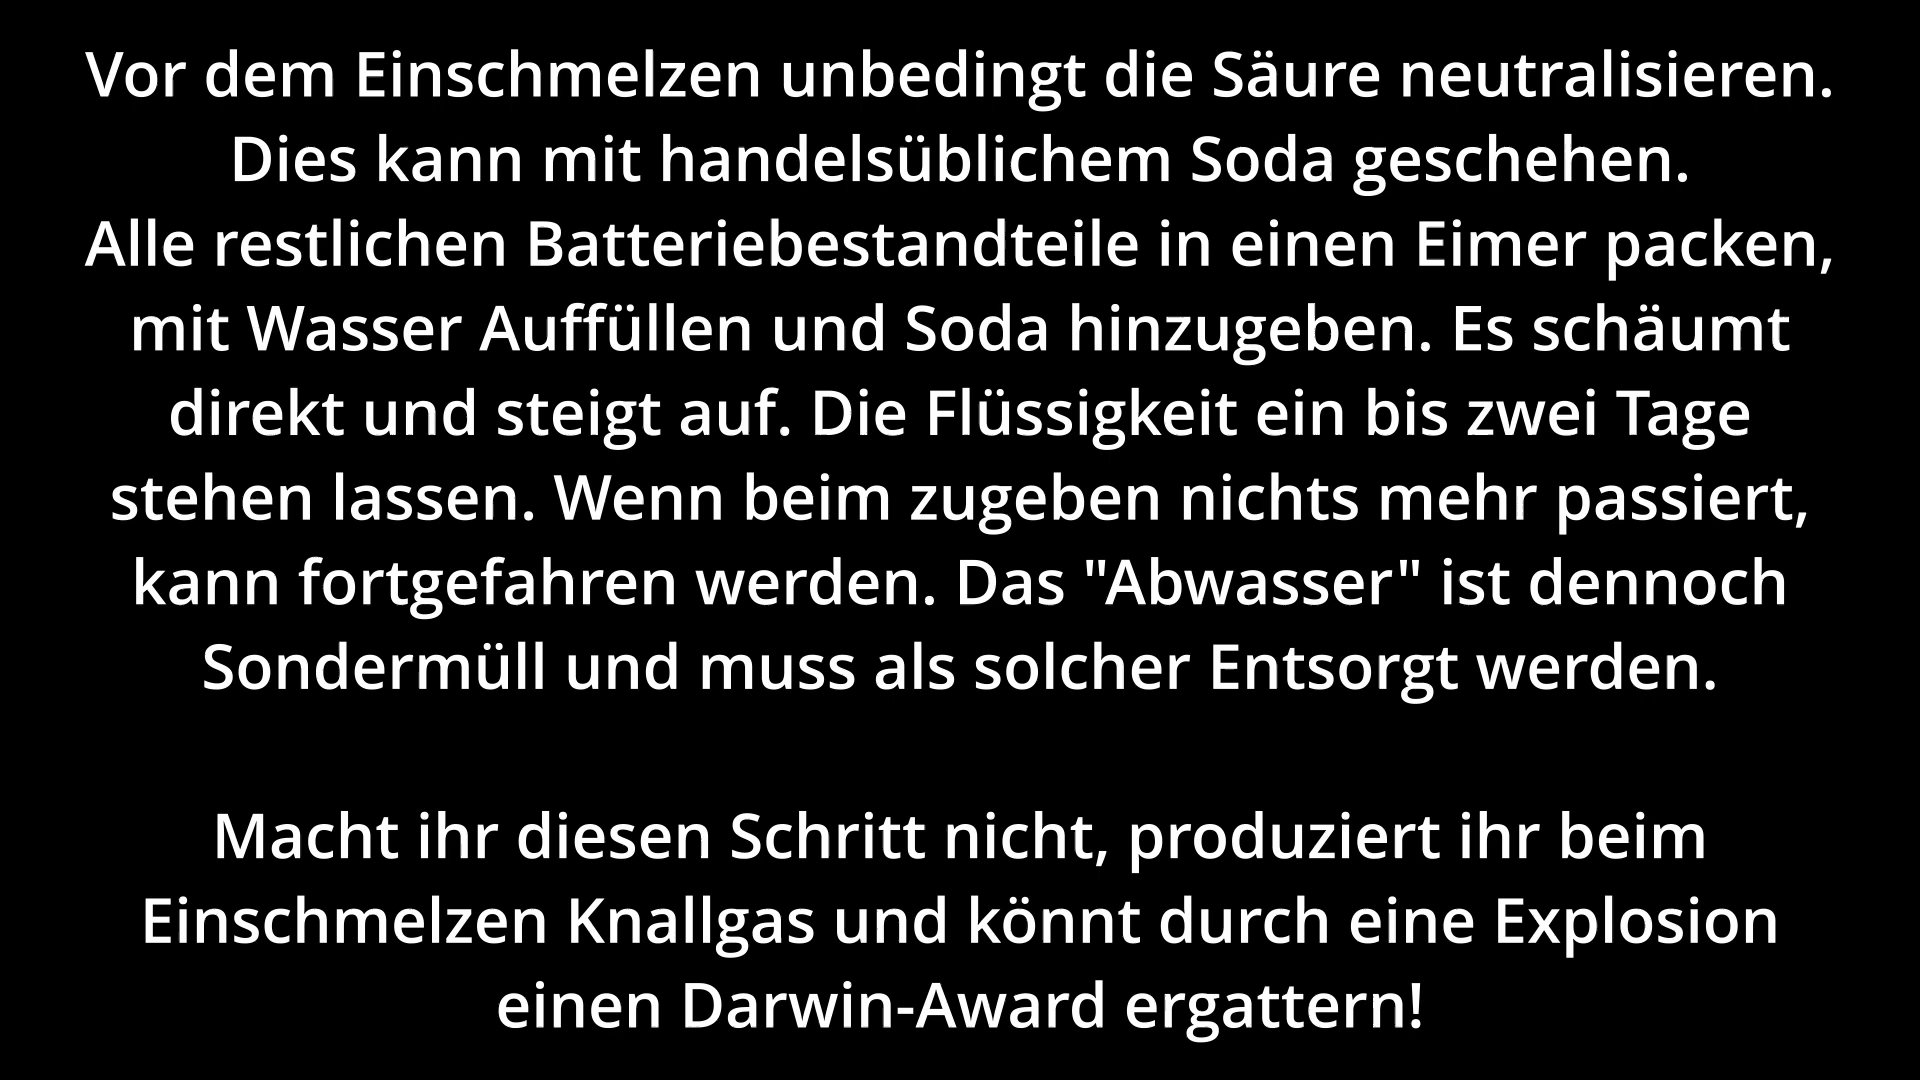 Vor dem Einschmelzen unbedingt die Säure neutralisieren.
Dies kann mit handelsüblichem Soda geschehen.
Alle restlichen Batteriebestandteile in einen Eimer packen,
mit Wasser Auffüllen und Soda hinzugeben. Es schäumt
direkt und steigt auf. Die Flüssigkeit ein bis zwei Tage
stehen lassen. Wenn beim zugeben nichts mehr passiert,
kann fortgefahren werden. Das "Abwasser" ist dennoch
Sondermüll und muss als solcher Entsorgt werden.
Macht ihr diesen Schritt nicht, produziert ihr beim
Einschmelzen Knallgas und könnt durch eine Explosion
einen Darwin-Award ergattern!